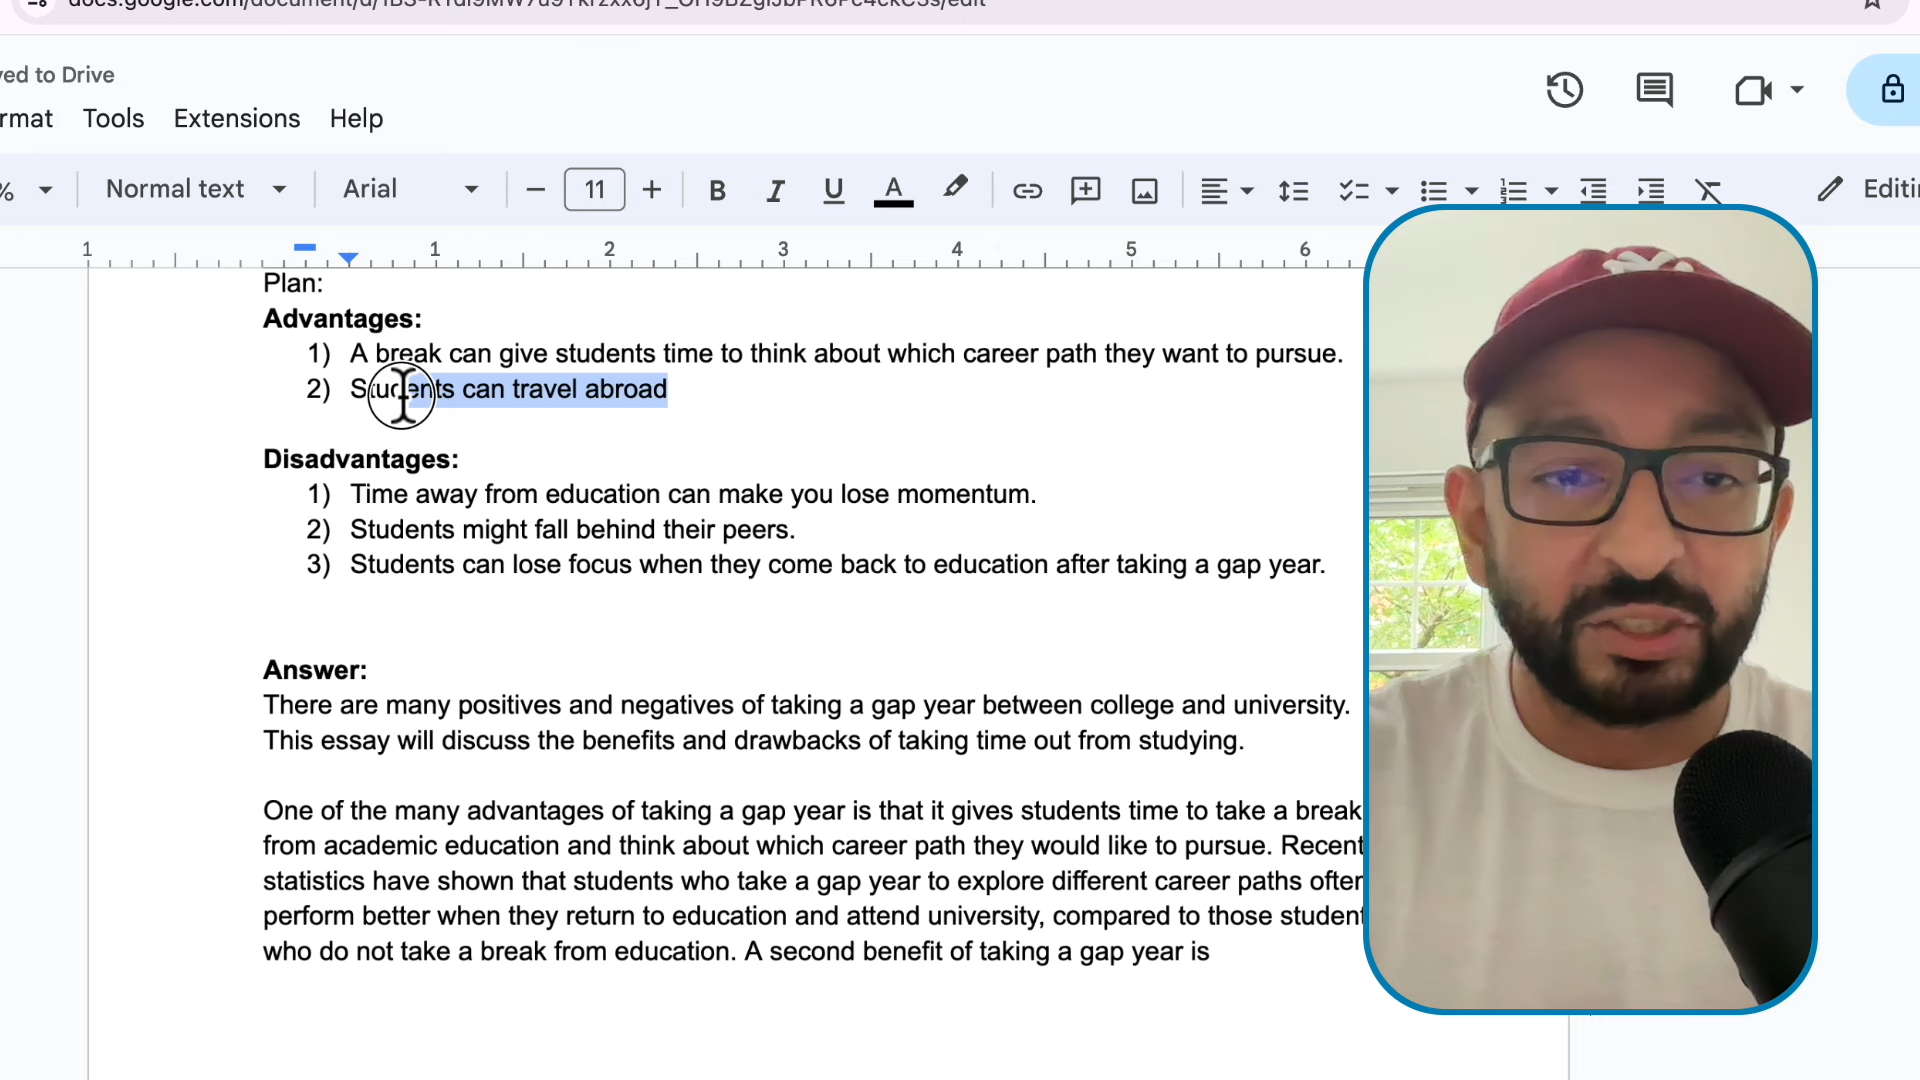 ved to Drive
rmat Tools Extensions Help
% Normal text Arial 11 B I U A Editin
1 1 2 3 4 5 6
Plan:
Advantages:
1) A break can give students time to think about which career path they want to pursue.
2) Students can travel abroad
Disadvantages:
1) Time away from education can make you lose momentum.
2) Students might fall behind their peers.
3) Students can lose focus when they come back to education after taking a gap year.
Answer:
There are many positives and negatives of taking a gap year between college and university.
This essay will discuss the benefits and drawbacks of taking time out from studying.
One of the many advantages of taking a gap year is that it gives students time to take a break
from academic education and think about which career path they would like to pursue. Recent
statistics have shown that students who take a gap year to explore different career paths often
perform better when they return to education and attend university, compared to those student
who do not take a break from education. A second benefit of taking a gap year is